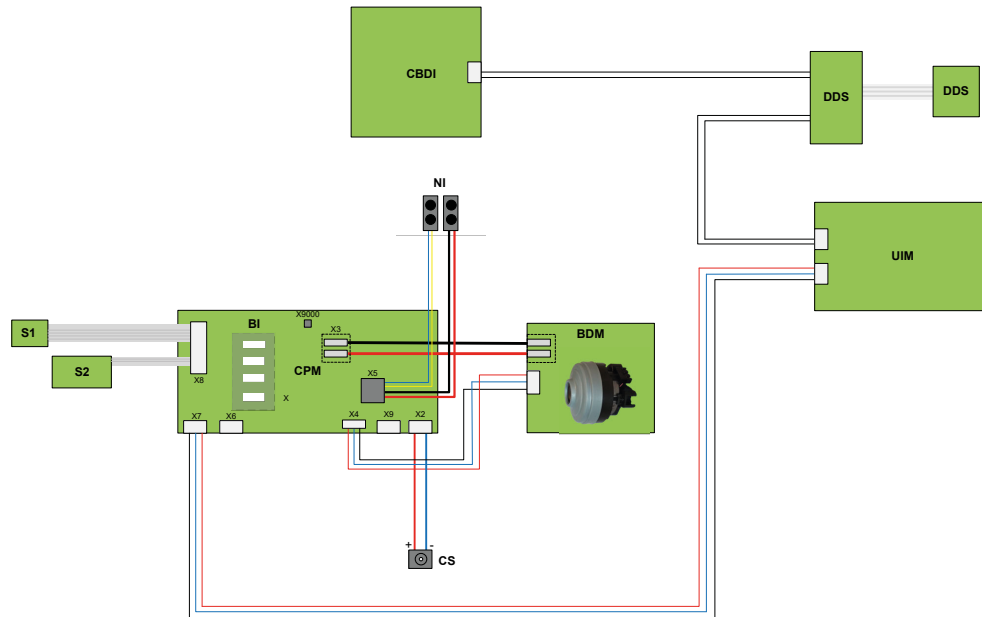 CBDI
DDS
DDS
NI
UIM
X9000
BI
X3
BDM
S1
CPM
S2
X8
X5
X
X7
X6
X4
X9
X2
+
-
CS